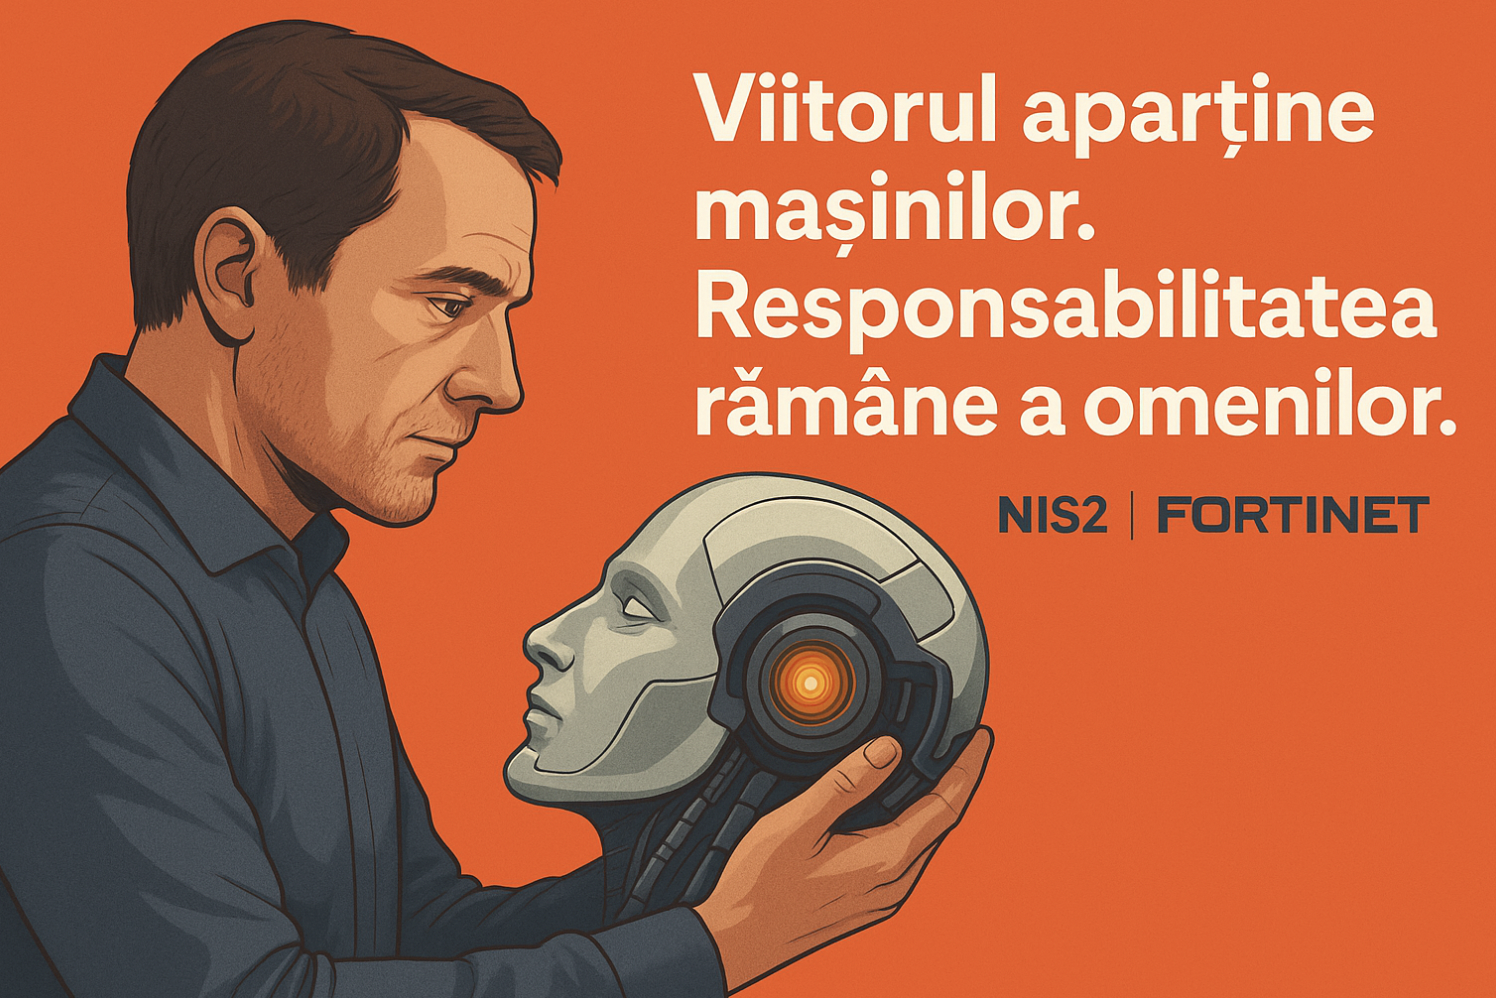 Viitorul aparține
mașinilor.
Responsabilitatea
rămâne a omenilor.
NIS2 | FORTINET